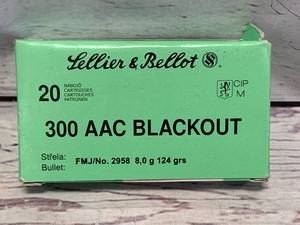 Sellier & Bellot S&B
20
NÁBOJŮ
CARTRIDGES
CARTOUCHES
PATRONEN
CIP
M
300 AAC BLACKOUT
Střela:
Bullet: FMJ/No. 2958 8,0 g 124 grs